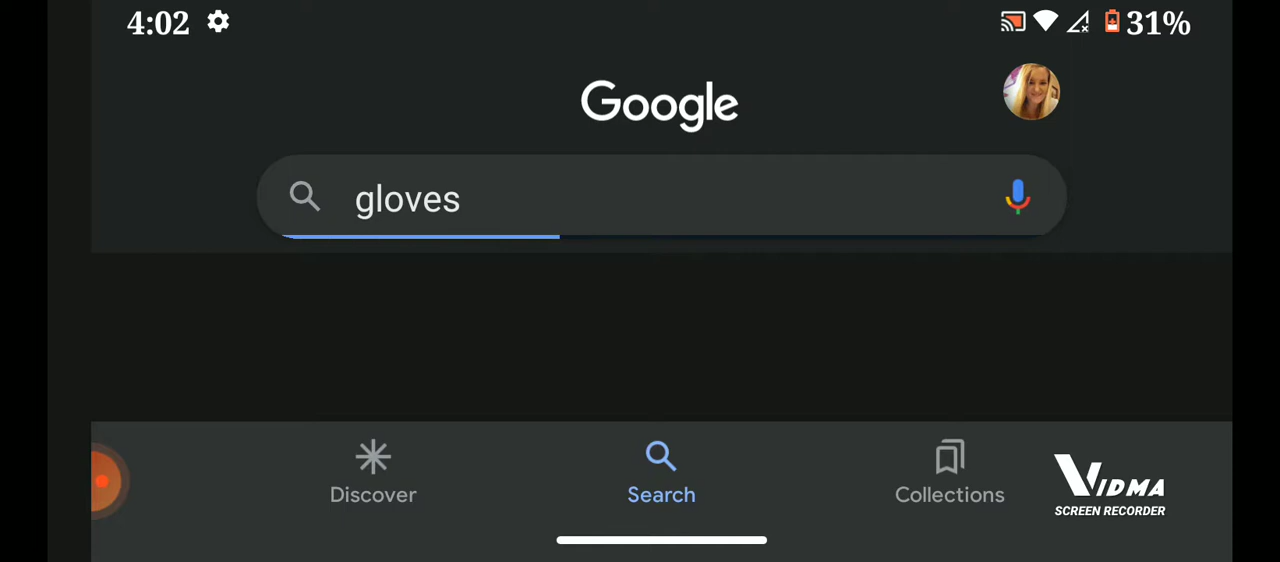 4:02 31%
Google
gloves
Discover Search Collections
VIDMA
SCREEN RECORDER